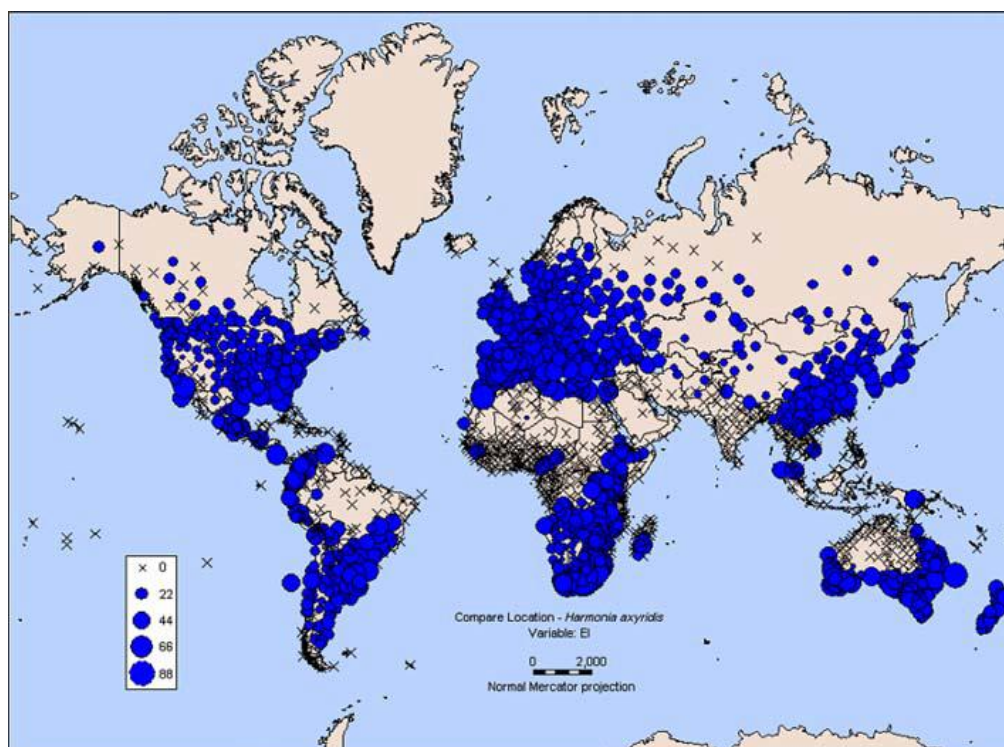 × 0
22
44
66
88
Compare Location - Harmonia axyridis
Variable: EI
0 2,000
Normal Mercator projection